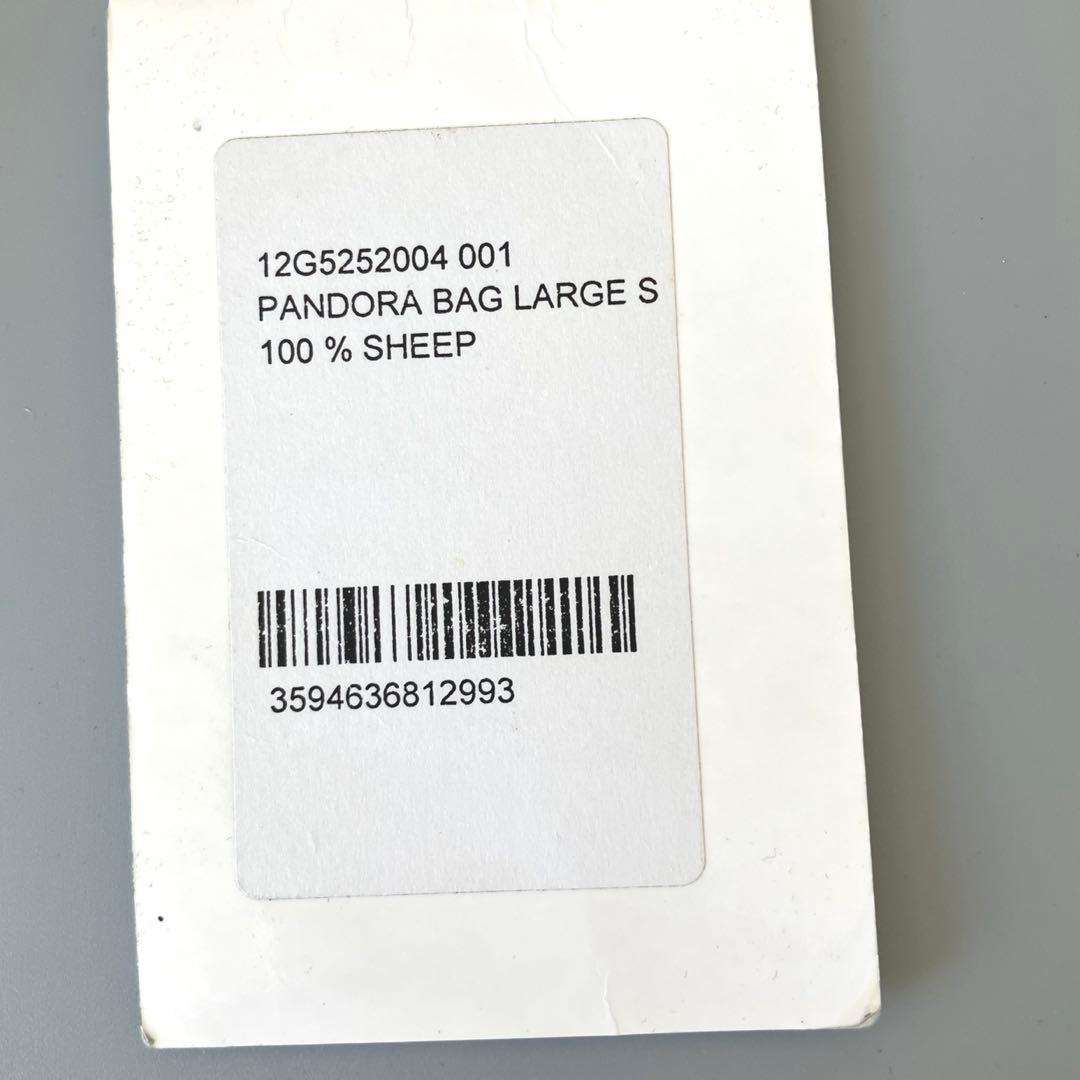 12G5252004 001
PANDORA BAG LARGE S
100 % SHEEP
3594636812993